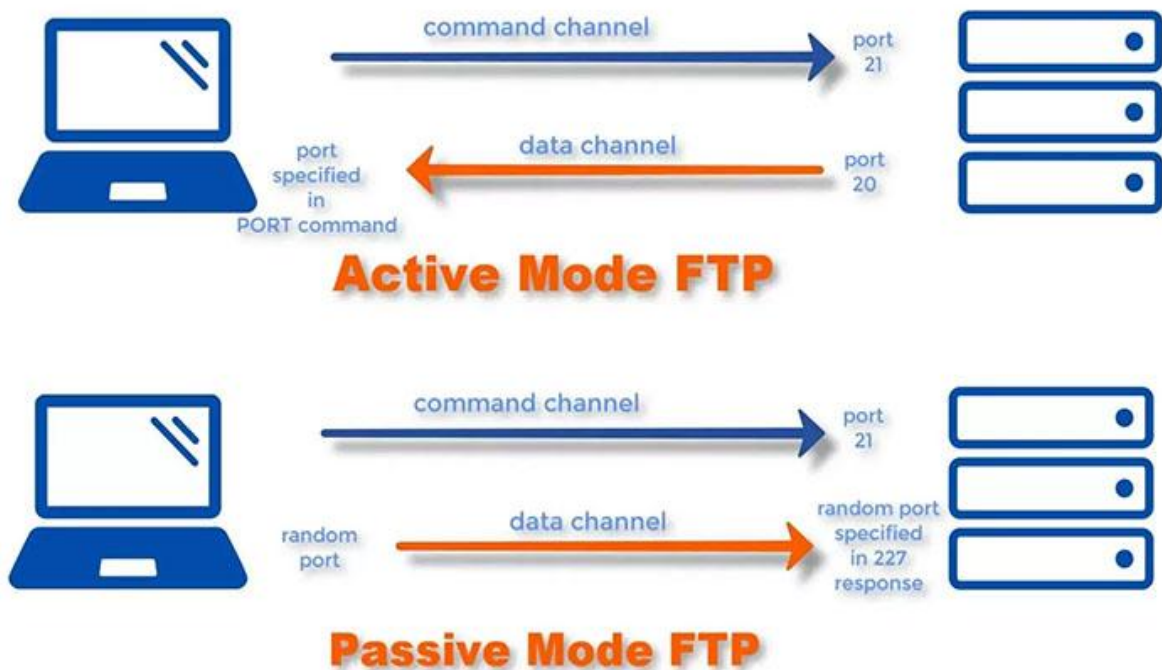 command channel
port
21
data channel
port
specified
in
PORT command
port
20
Active Mode FTP
command channel
port
21
random
port
data channel
random port
specified
in 227
response
Passive Mode FTP